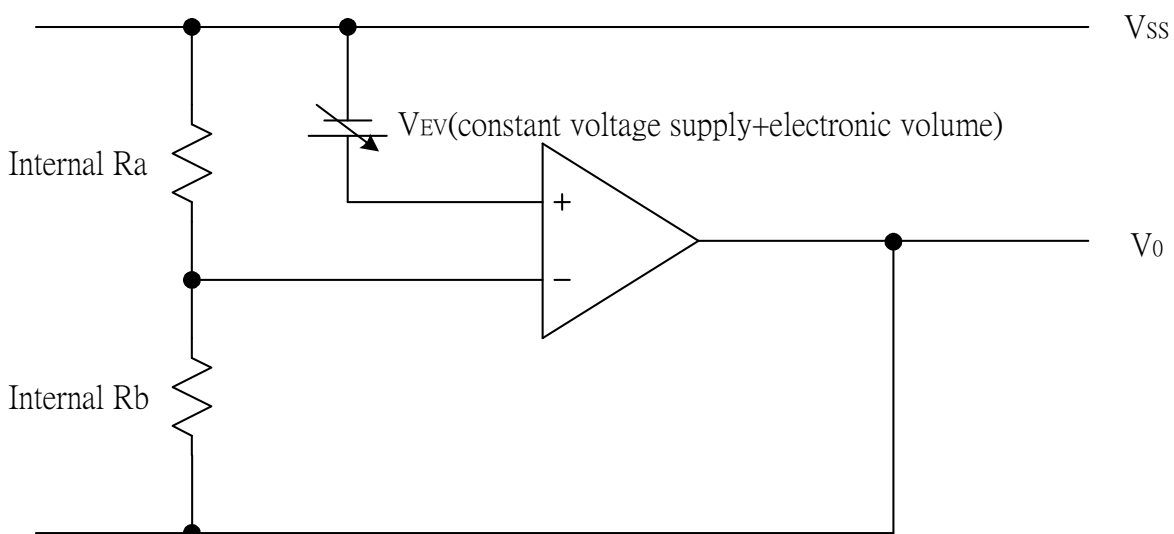 VSS
VEV(constant voltage supply+electronic volume)
Internal Ra
+
V0
−
Internal Rb